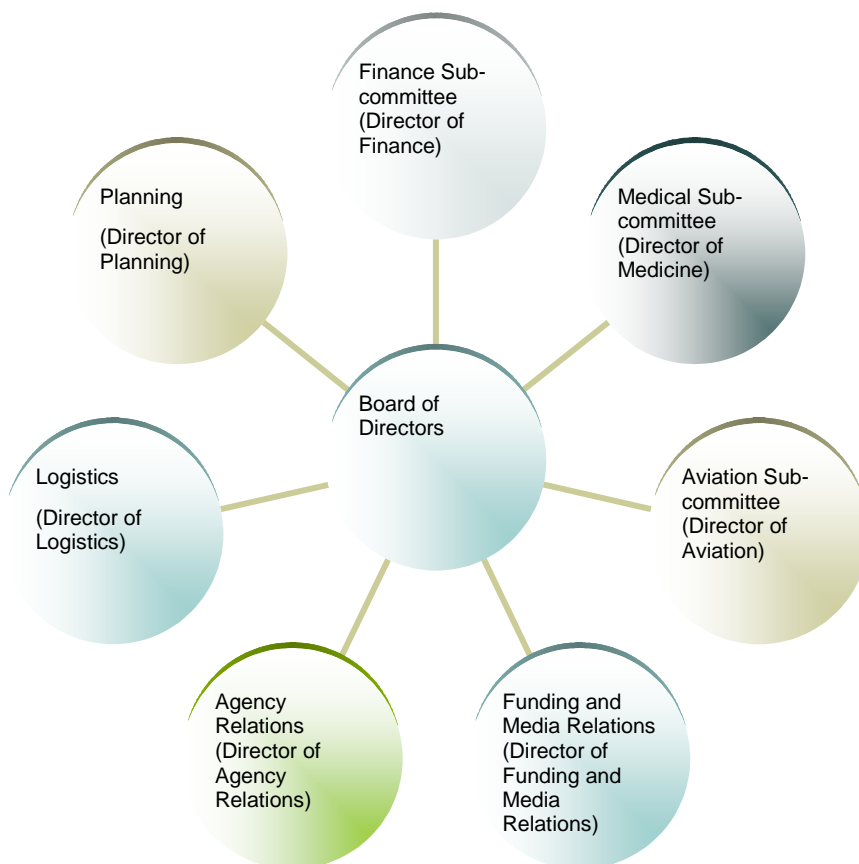 Finance Sub-
committee
(Director of
Finance)
Planning
(Director of
Planning)
Medical Sub-
committee
(Director of
Medicine)
Board of
Directors
Logistics
(Director of
Logistics)
Aviation Sub-
committee
(Director of
Aviation)
Agency
Relations
(Director of
Agency
Relations)
Funding and
Media Relations
(Director of
Funding and
Media
Relations)